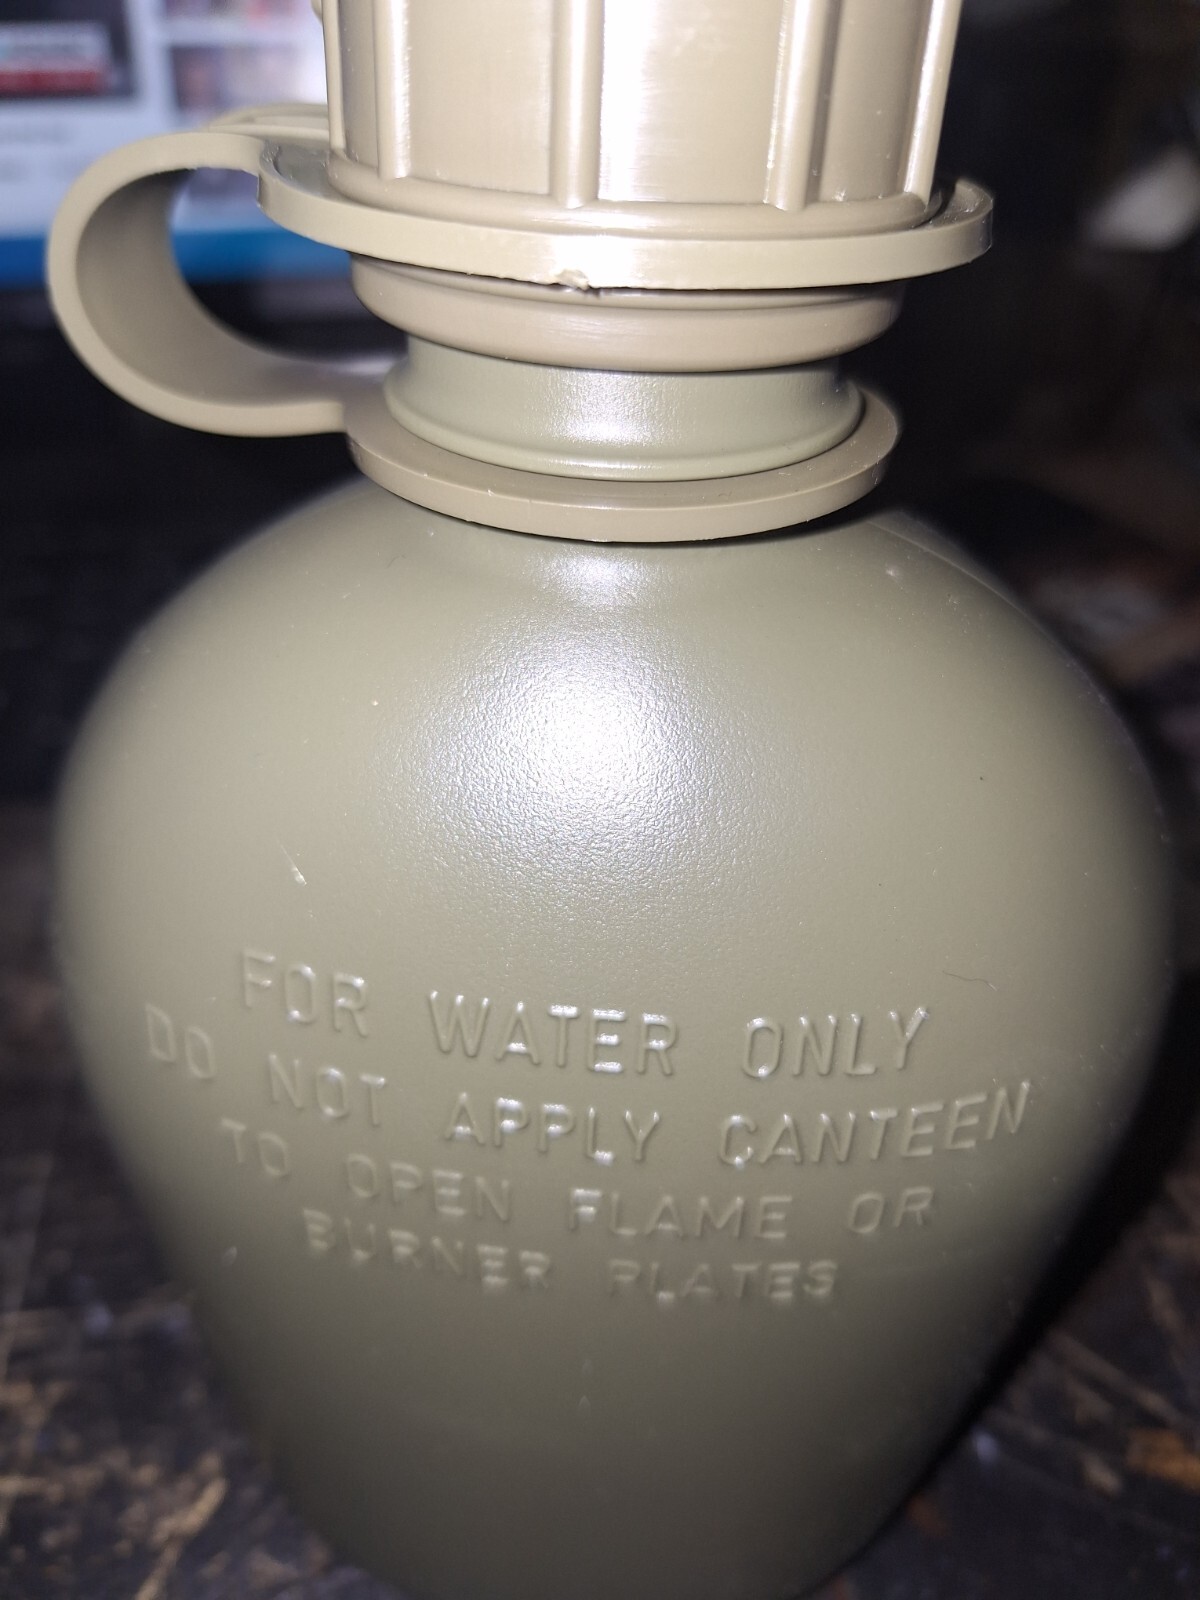 FOR WATER ONLY
DO NOT APPLY CANTEEN
TO OPEN FLAME OR
BURNER PLATES